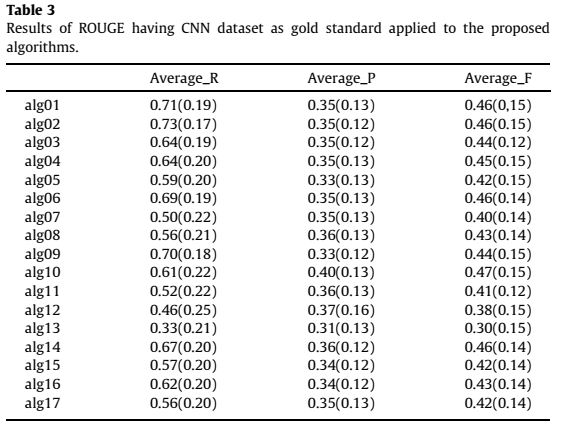 Table 3
Results of ROUGE having CNN dataset as gold standard applied to the proposed
algorithms.
Average_R Average_P Average_F
alg01 0.71(0.19) 0.35(0.13) 0.46(0,15)
alg02 0.73(0.17) 0.35(0.12) 0.46(0.15)
alg03 0.64(0.19) 0.35(0.12) 0.44(0.12)
alg04 0.64(0.20) 0.35(0.13) 0.45(0.15)
alg05 0.59(0.20) 0.33(0.13) 0.42(0.15)
alg06 0.69(0.19) 0.35(0.13) 0.46(0.14)
alg07 0.50(0.22) 0.35(0.13) 0.40(0.14)
alg08 0.56(0.21) 0.36(0.13) 0.43(0.14)
alg09 0.70(0.18) 0.33(0.12) 0.44(0.15)
alg10 0.61(0.22) 0.40(0.13) 0.47(0.15)
alg11 0.52(0.22) 0.36(0.13) 0.41(0.12)
alg12 0.46(0.25) 0.37(0.16) 0.38(0.15)
alg13 0.33(0.21) 0.31(0.13) 0.30(0.15)
alg14 0.67(0.20) 0.36(0.12) 0.46(0.14)
alg15 0.57(0.20) 0.34(0.12) 0.42(0.14)
alg16 0.62(0.20) 0.34(0.12) 0.43(0.14)
alg17 0.56(0.20) 0.35(0.13) 0.42(0.14)